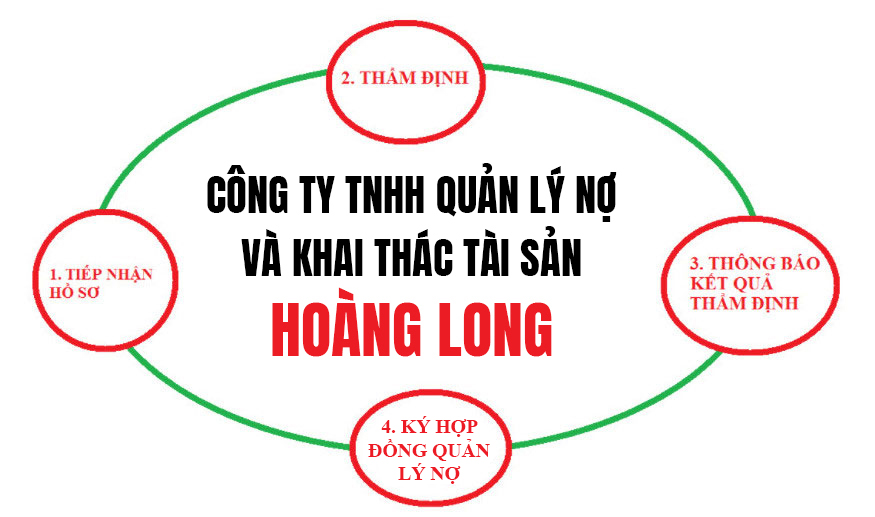 2. THẨM ĐỊNH
CÔNG TY TNHH QUẢN LÝ NỢ
VÀ KHAI THÁC TÀI SẢN
HOÀNG LONG
1. TIẾP NHẬN
HỒ SƠ
3. THÔNG BÁO
KẾT QUẢ
THẨM ĐỊNH
4. KÝ HỢP
ĐỒNG QUẢN
LÝ NỢ